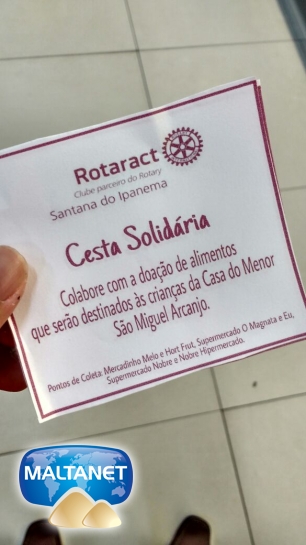 Rotaract
Clube parceiro do Rotary
Santana do Ipanema
Cesta Solidária
Colabore com a doação de alimentos
que serão destinados às crianças da Casa do Menor
São Miguel Arcanjo.
Pontos de Coleta: Mercadinho Melo e Hort Frut, Supermercado O Magnata e Eu,
Supermercado Nobre e Nobre Hipermercado.
MALTANET